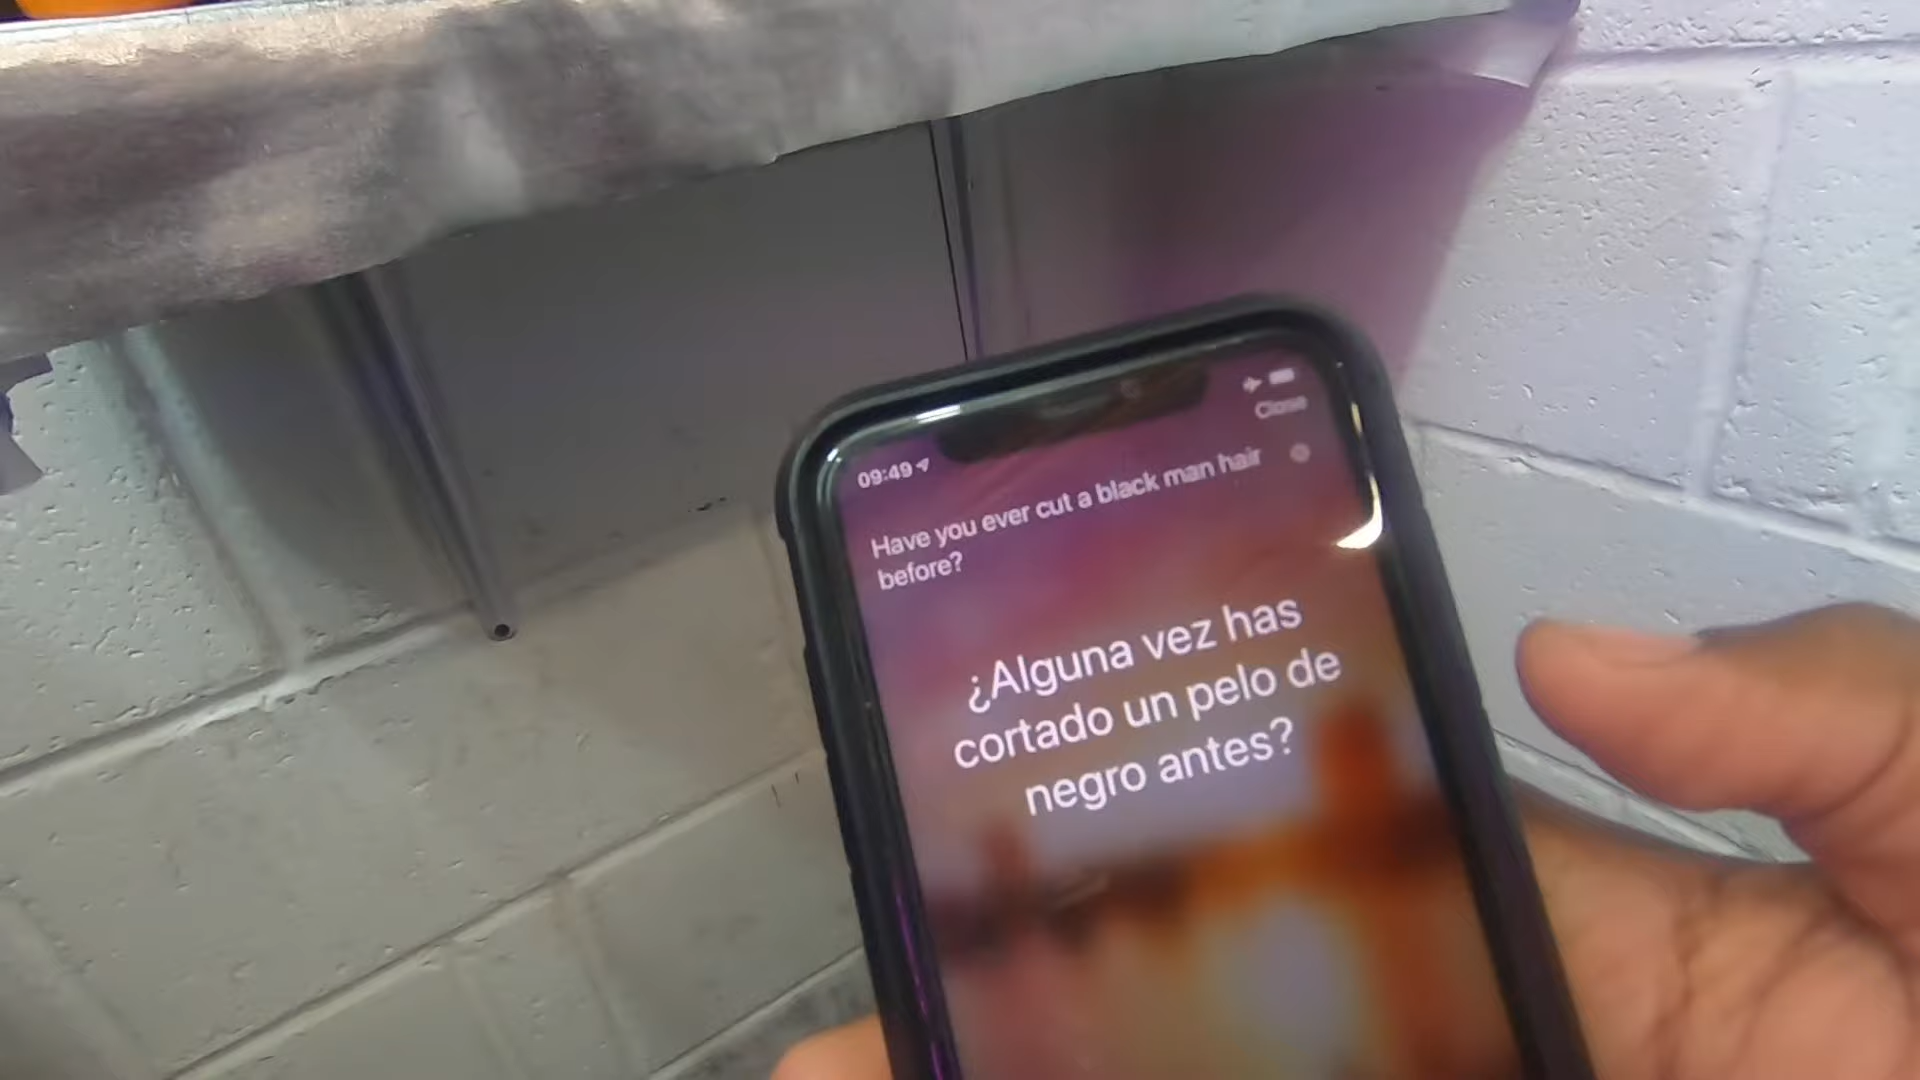 09:49
Close
Have you ever cut a black man hair
before?
¿Alguna vez has
cortado un pelo de
negro antes?